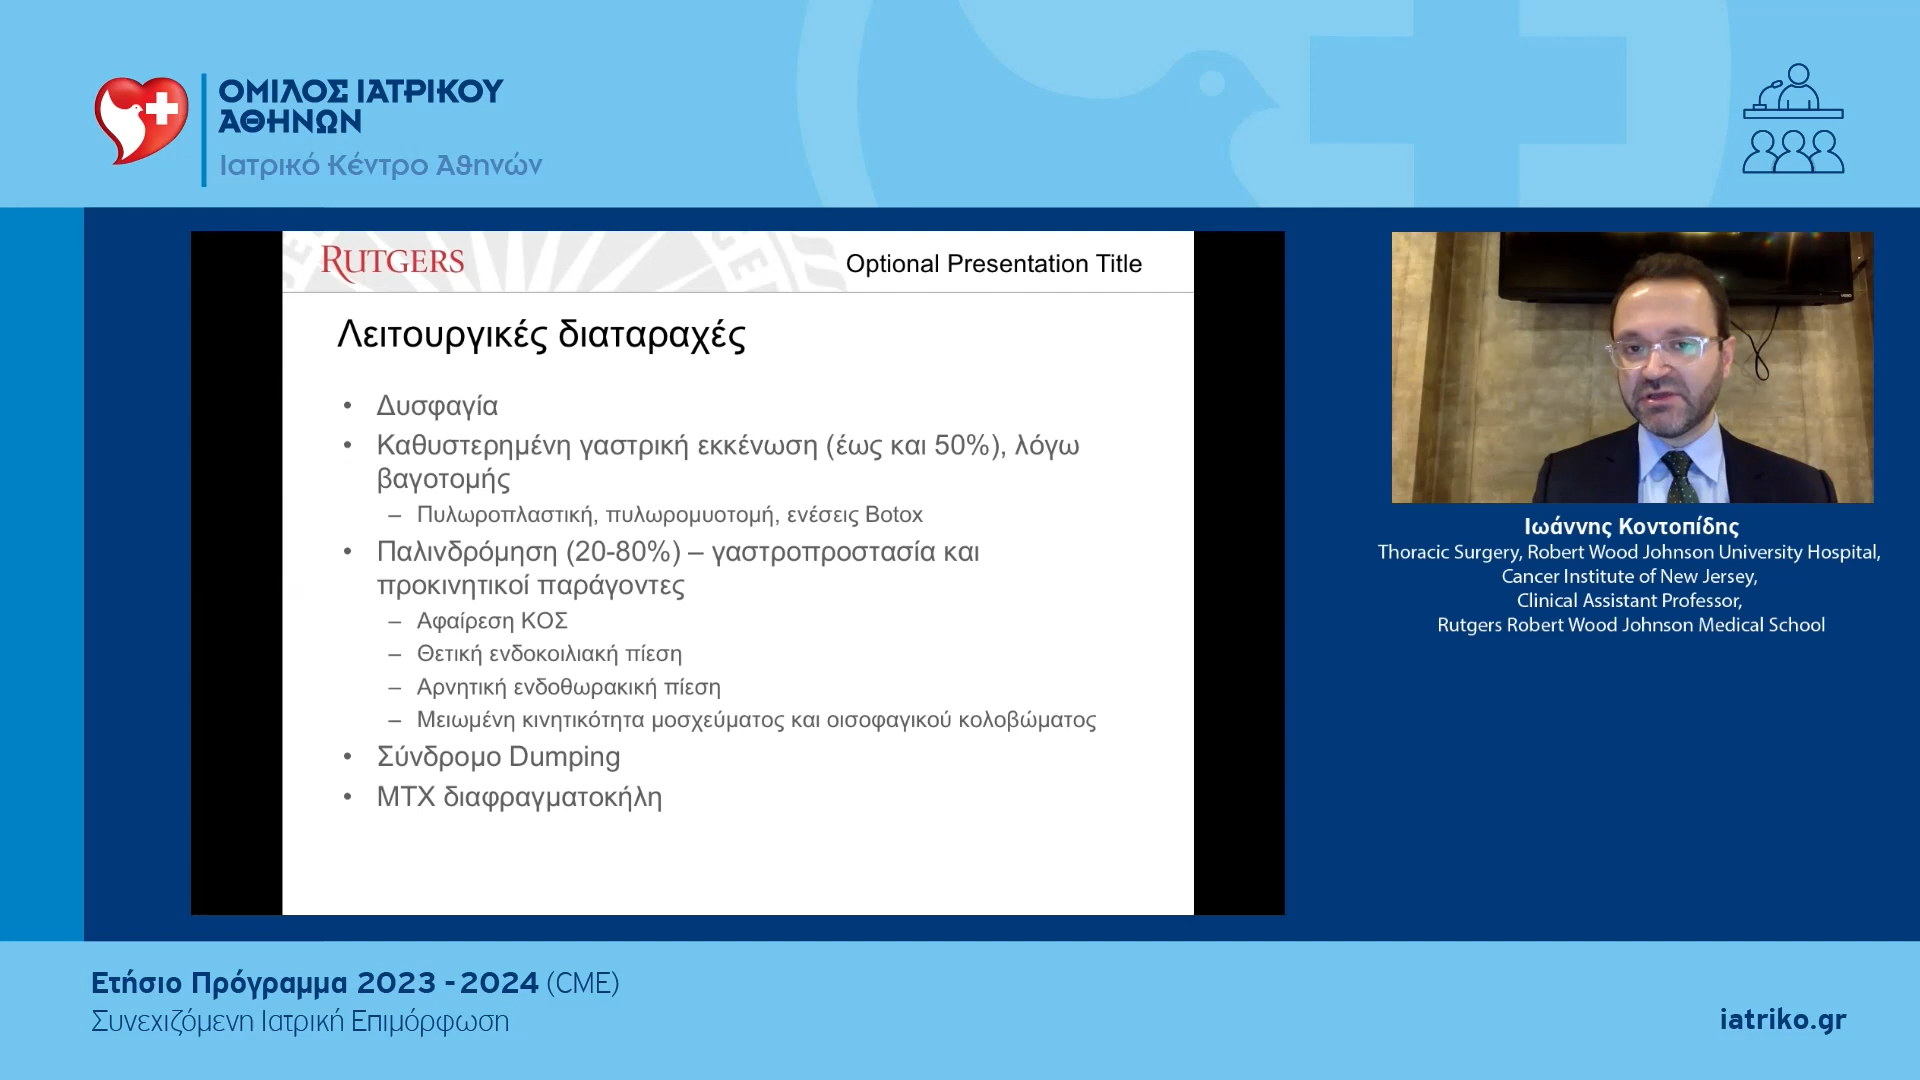 ΟΜΙΛΟΣ ΙΑΤΡΙΚΟΥ
ΑΘΗΝΩΝ
Ιατρικό Κέντρο Αθηνών
RUTGERS
Optional Presentation Title
Λειτουργικές διαταραχές
• Δυσφαγία
• Καθυστερημένη γαστρική εκκένωση (έως και 50%), λόγω
βαγοτομής
– Πυλωροπλαστική, πυλωρομυοτομή, ενέσεις Botox
• Παλινδρόμηση (20-80%) – γαστροπροστασία και
προκινητικοί παράγοντες
– Αφαίρεση ΚΟΣ
– Θετική ενδοκοιλιακή πίεση
– Αρνητική ενδοθωρακική πίεση
– Μειωμένη κινητικότητα μοσχεύματος και οισοφαγικού κολοβώματος
• Σύνδρομο Dumping
• ΜΤΧ διαφραγματοκήλη
Ιωάννης Κοντοπίδης
Thoracic Surgery, Robert Wood Johnson University Hospital,
Cancer Institute of New Jersey,
Clinical Assistant Professor,
Rutgers Robert Wood Johnson Medical School
Ετήσιο Πρόγραμμα 2023 - 2024 (CME)
Συνεχιζόμενη Ιατρική Επιμόρφωση
iatriko.gr